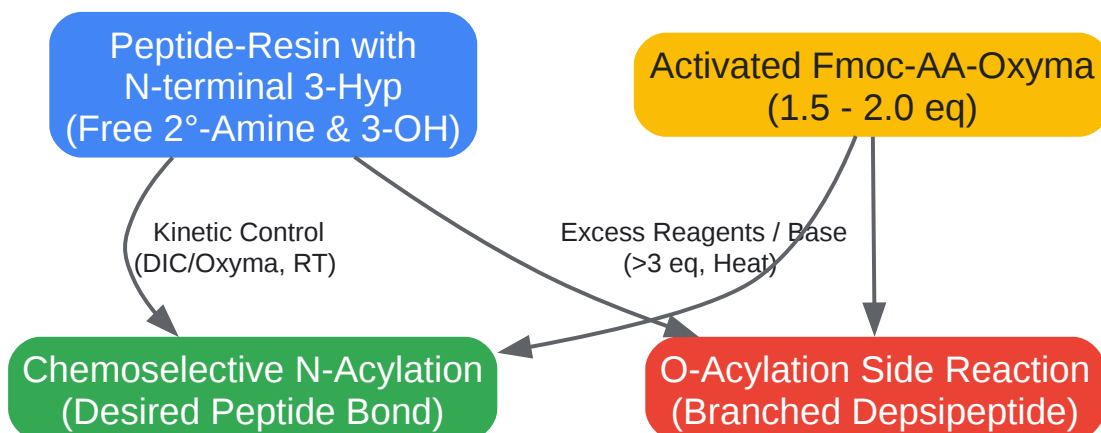 Peptide-Resin with
N-terminal 3-Hyp
(Free 2°-Amine & 3-OH)
Activated Fmoc-AA-Oxyma
(1.5 - 2.0 eq)
Kinetic Control
(DIC/Oxyma, RT)
Excess Reagents / Base
(>3 eq, Heat)
Chemoselective N-Acylation
(Desired Peptide Bond)
O-Acylation Side Reaction
(Branched Depsipeptide)